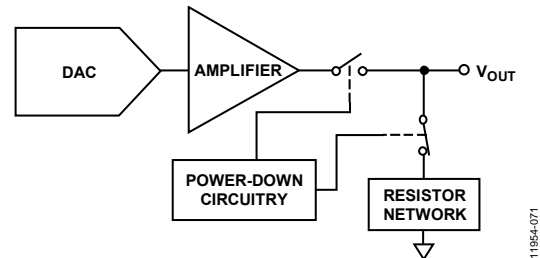 DAC
AMPLIFIER
VOUT
POWER-DOWN
CIRCUITRY
RESISTOR
NETWORK
11954-071